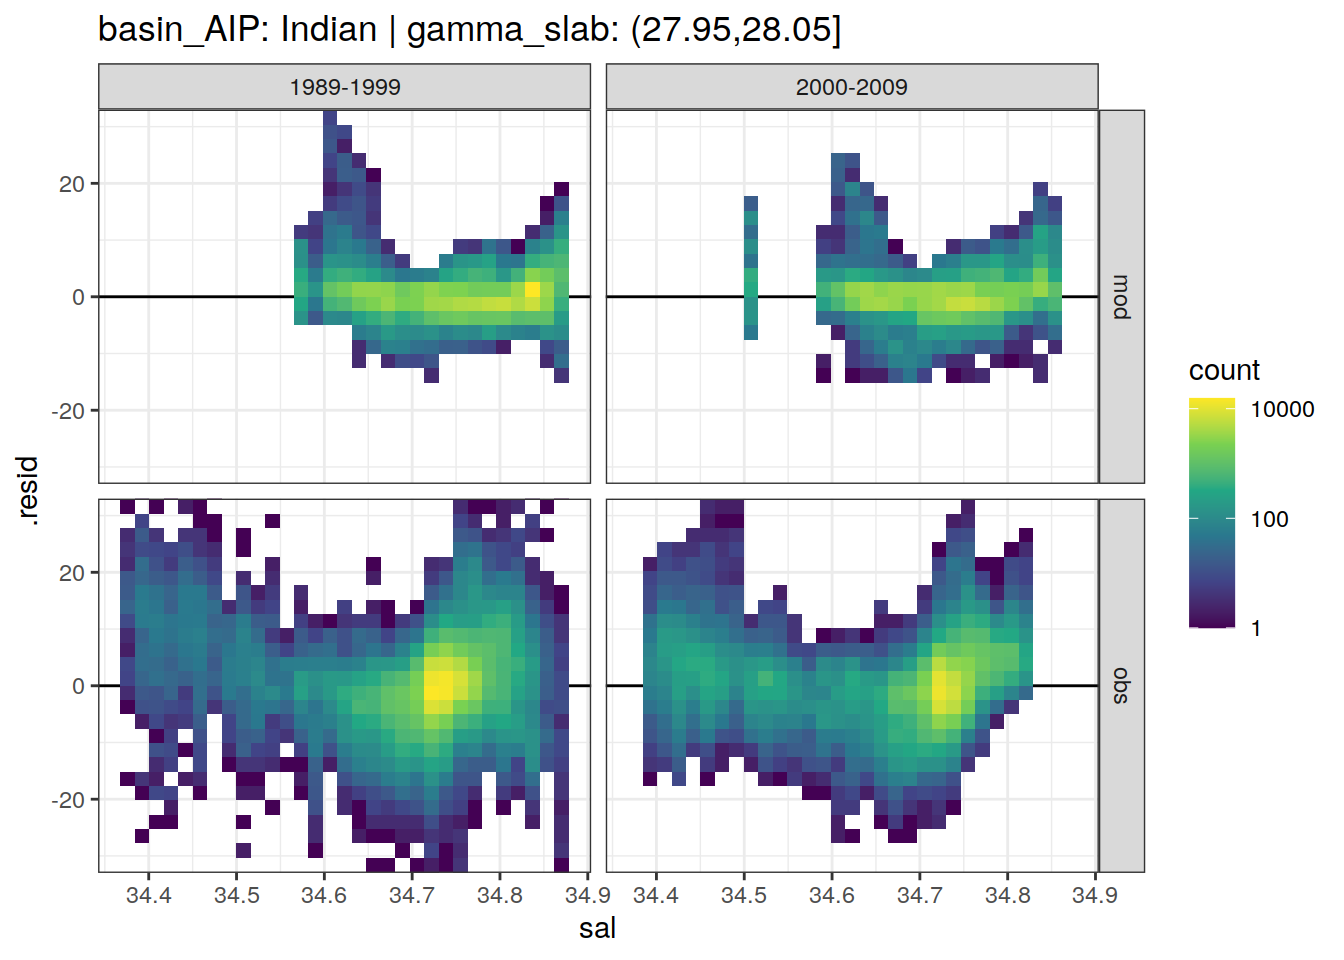 basin_AIP: Indian | gamma_slab: (27.95,28.05]
1989-1999
2000-2009
20
0
-20
mod
20
0
-20
obs
.resid
34.4 34.5 34.6 34.7 34.8 34.9
34.4 34.5 34.6 34.7 34.8 34.9
sal
count
10000
100
1